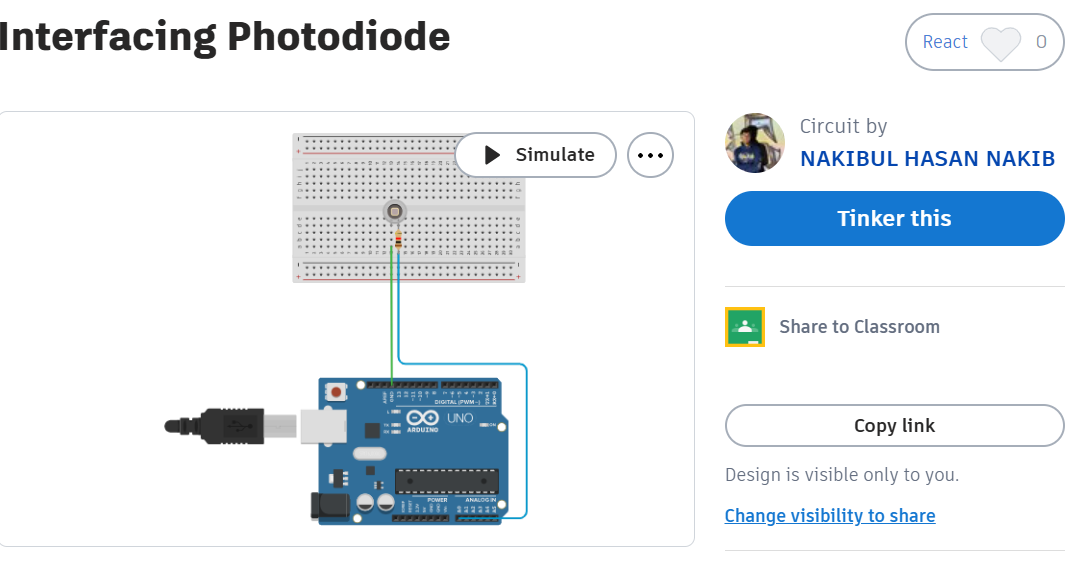 Interfacing Photodiode
React 0
Simulate
Circuit by
NAKIBUL HASAN NAKIB
Tinker this
Share to Classroom
Copy link
Design is visible only to you.
Change visibility to share
DIGITAL (PWM~)
UNO
ARDUINO
POWER
ANALOG IN